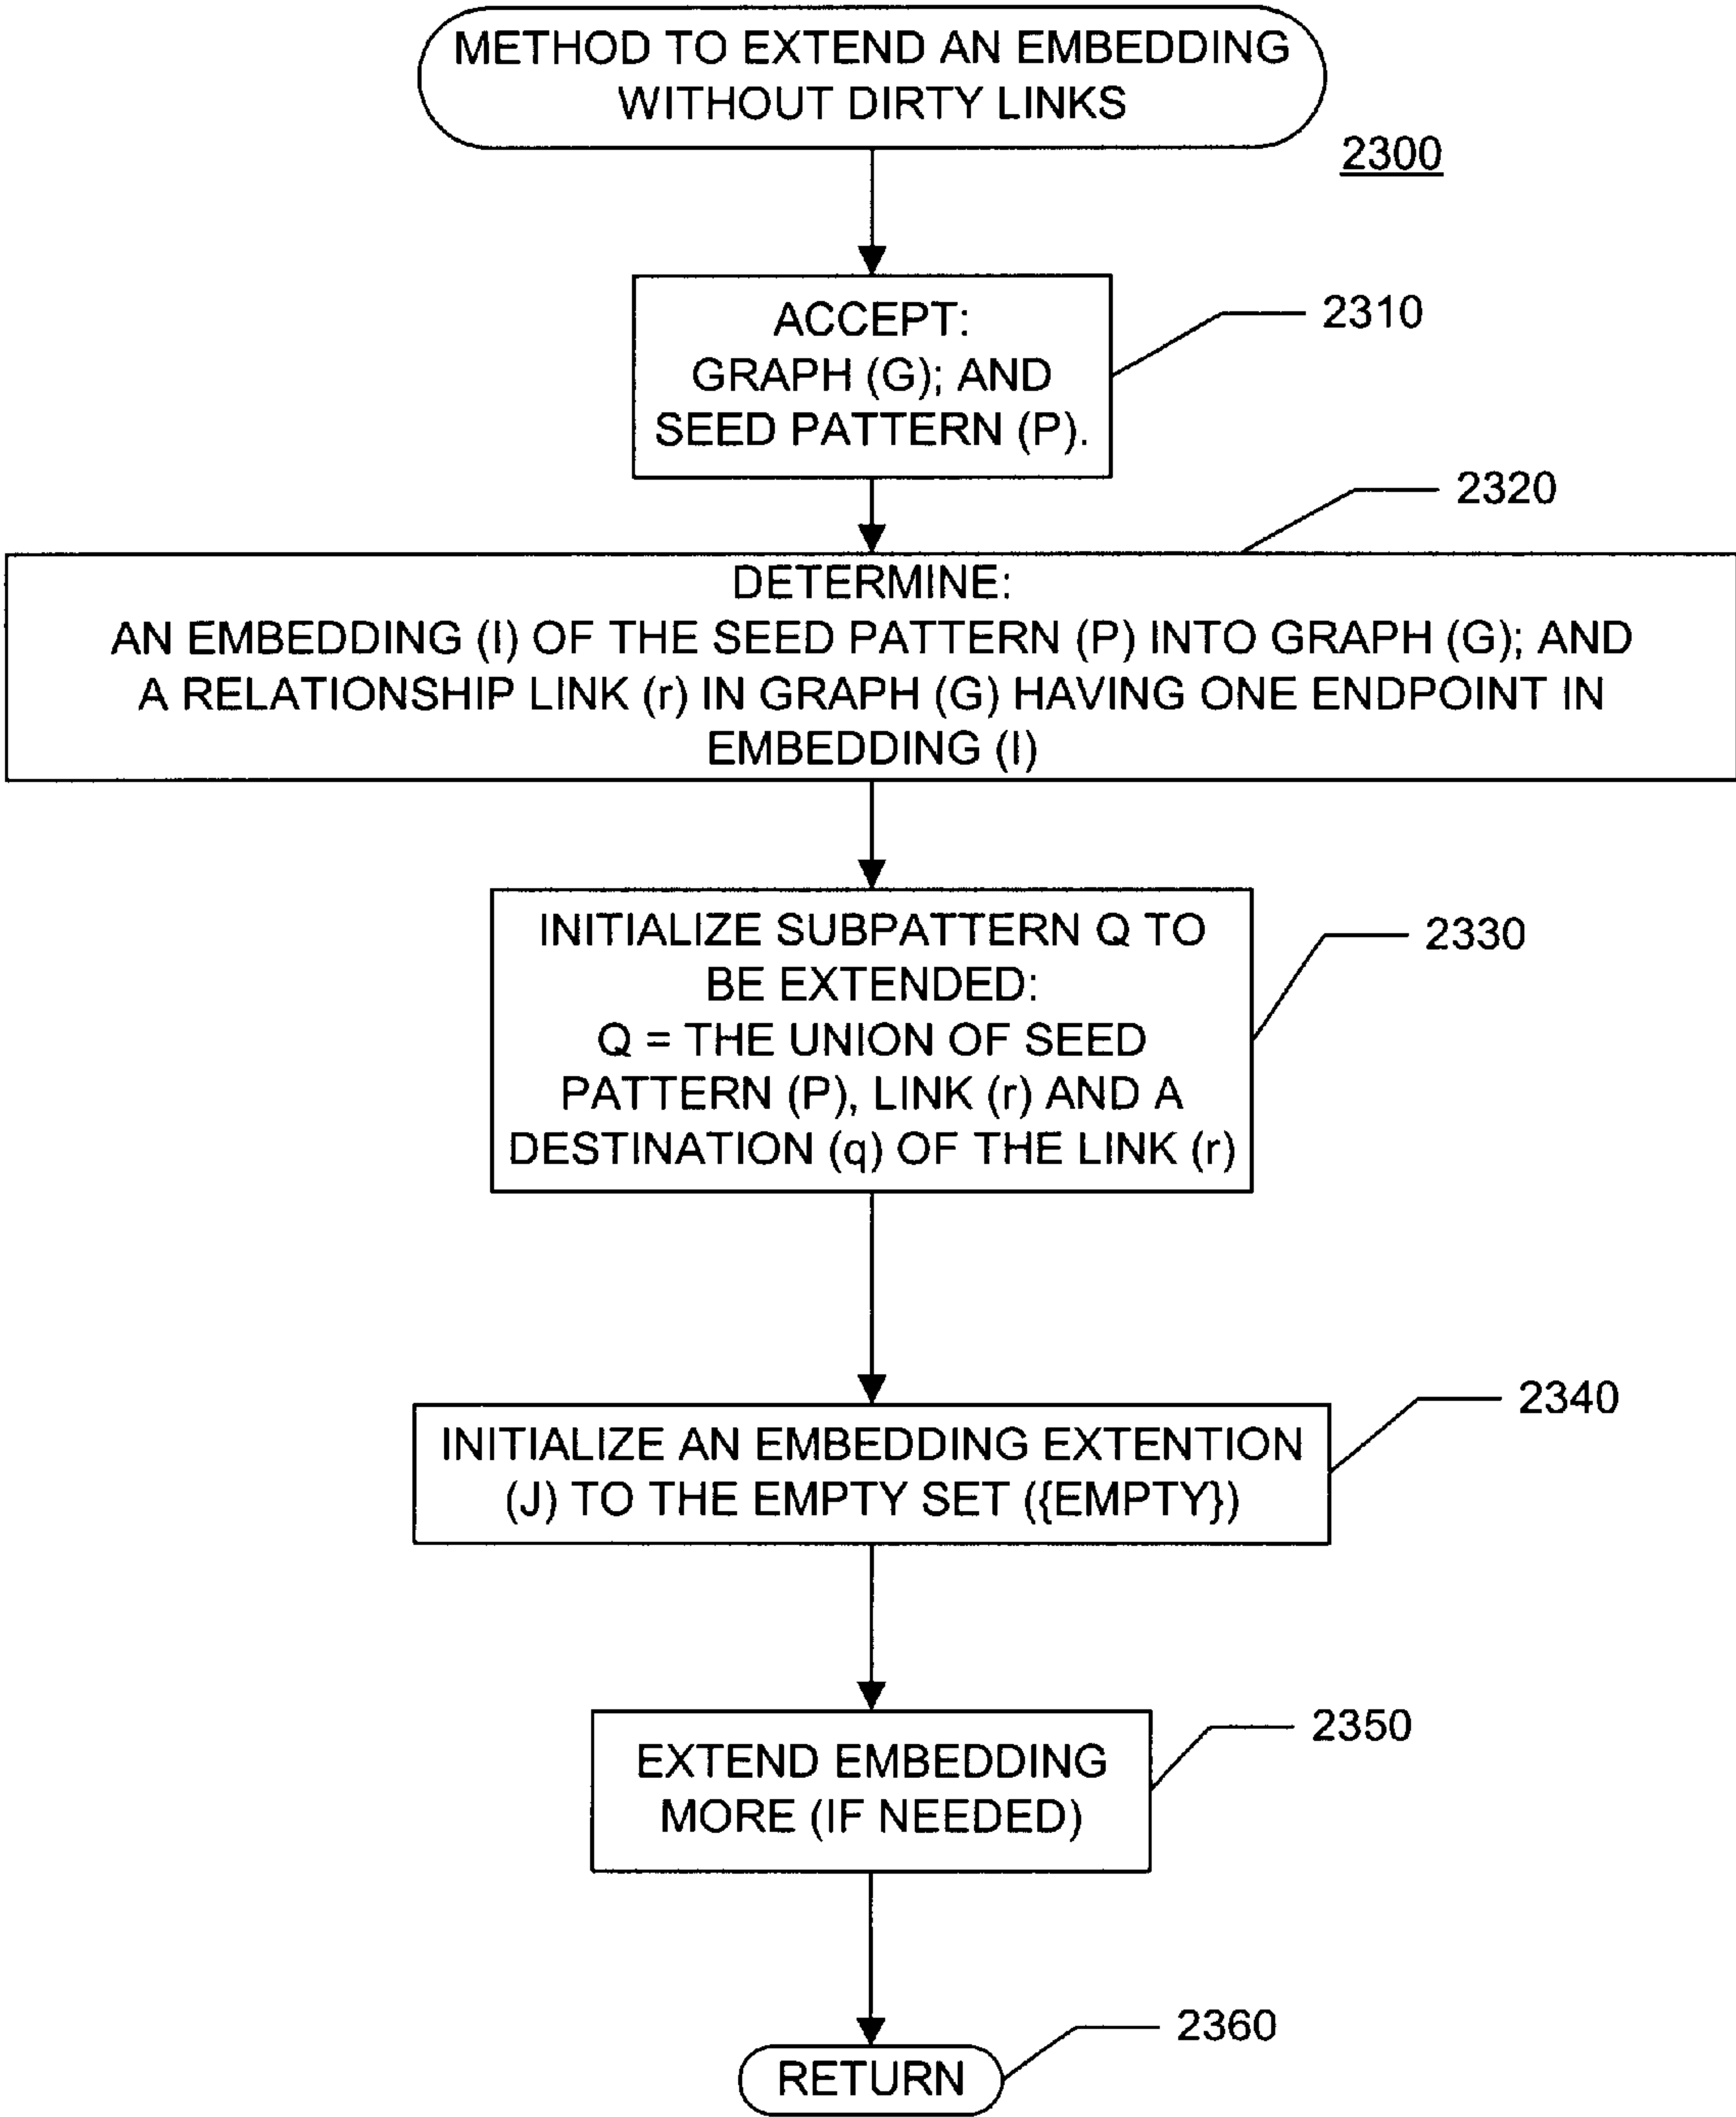 METHOD TO EXTEND AN EMBEDDING
WITHOUT DIRTY LINKS
2300
ACCEPT:
GRAPH (G); AND
SEED PATTERN (P).
2310
2320
DETERMINE:
AN EMBEDDING (I) OF THE SEED PATTERN (P) INTO GRAPH (G); AND
A RELATIONSHIP LINK (r) IN GRAPH (G) HAVING ONE ENDPOINT IN
EMBEDDING (I)
INITIALIZE SUBPATTERN Q TO
BE EXTENDED:
Q = THE UNION OF SEED
PATTERN (P), LINK (r) AND A
DESTINATION (q) OF THE LINK (r)
2330
2340
INITIALIZE AN EMBEDDING EXTENTION
(J) TO THE EMPTY SET ({EMPTY})
2350
EXTEND EMBEDDING
MORE (IF NEEDED)
2360
RETURN